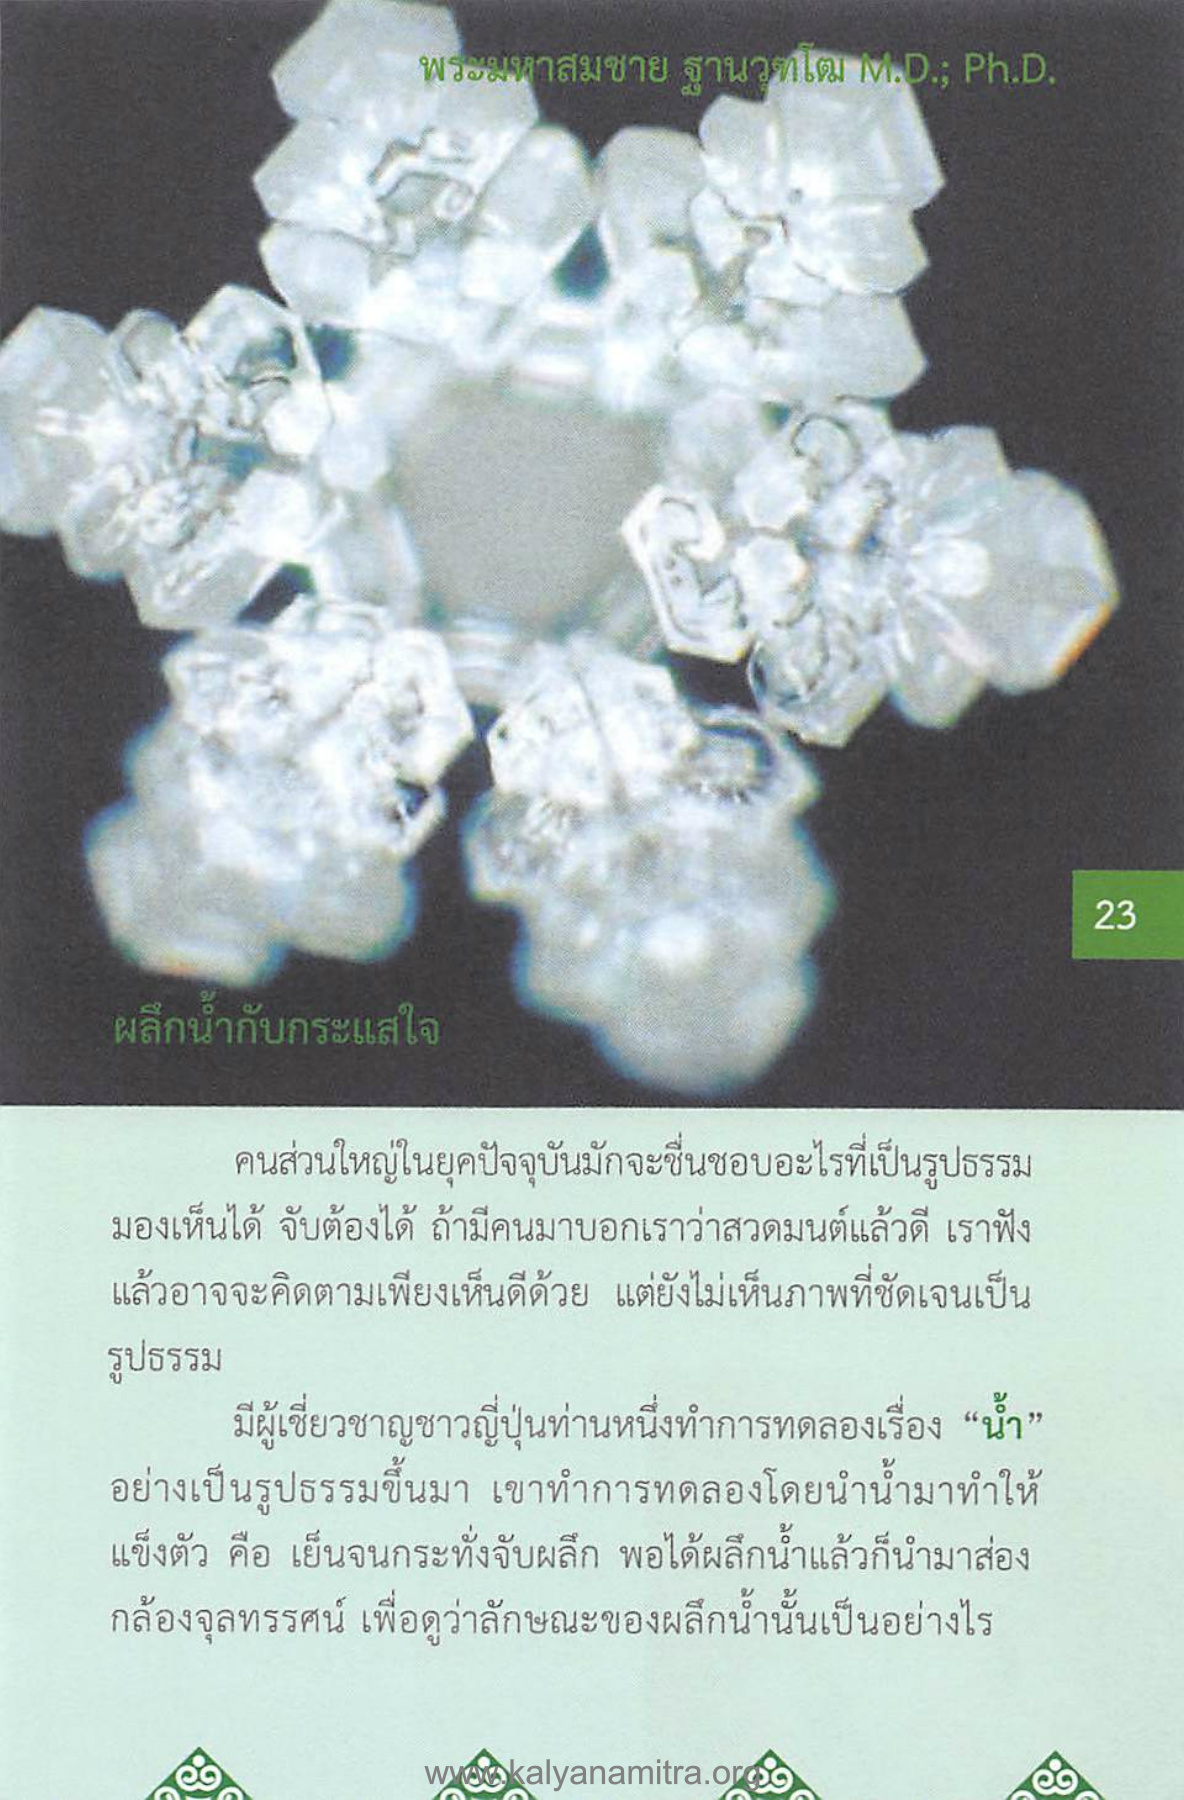 พระมหาสมชาย ฐานวุฑโฒ M.D.; Ph.D.
23
ผลึกน้ำกับกระแสใจ
คนส่วนใหญ่ในยุคปัจจุบันมักจะชื่นชอบอะไรที่เป็นรูปธรรม
มองเห็นได้ จับต้องได้ ถ้ามีคนมาบอกเราว่าสวดมนต์แล้วดี เราฟัง
แล้วอาจจะคิดตามเพียงเห็นดีด้วย แต่ยังไม่เห็นภาพที่ชัดเจนเป็น
รูปธรรม
มีผู้เชี่ยวชาญชาวญี่ปุ่นท่านหนึ่งทำการทดลองเรื่อง “น้ำ”
อย่างเป็นรูปธรรมขึ้นมา เขาทำการทดลองโดยนำน้ำมาทำให้
แข็งตัว คือ เย็นจนกระทั่งจับผลึก พอได้ผลึกน้ำแล้วก็นำมาส่อง
กล้องจุลทรรศน์ เพื่อดูว่าลักษณะของผลึกน้ำนั้นเป็นอย่างไร
www.kalyanamitra.org